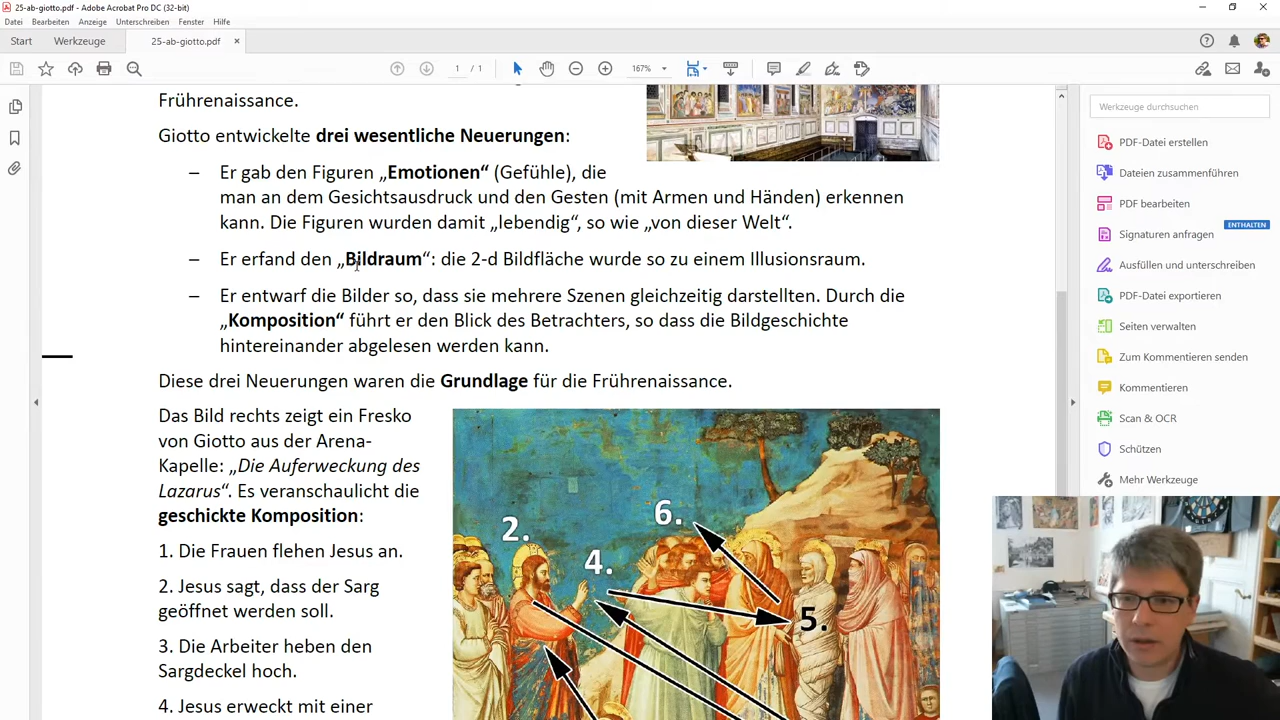 25-ab-giotto.pdf - Adobe Acrobat Pro DC (32-bit)
Datei Bearbeiten Anzeige Unterschreiben Fenster Hilfe
Start Werkzeuge 25-ab-giotto.pdf ×
1 / 1 167%
Frührenaissance.
Giotto entwickelte drei wesentliche Neuerungen:
– Er gab den Figuren „Emotionen“ (Gefühle), die
man an dem Gesichtsausdruck und den Gesten (mit Armen und Händen) erkennen
kann. Die Figuren wurden damit „lebendig“, so wie „von dieser Welt“.
– Er erfand den „Bildraum“: die 2-d Bildfläche wurde so zu einem Illusionsraum.
– Er entwarf die Bilder so, dass sie mehrere Szenen gleichzeitig darstellten. Durch die
„Komposition“ führt er den Blick des Betrachters, so dass die Bildgeschichte
hintereinander abgelesen werden kann.
Diese drei Neuerungen waren die Grundlage für die Frührenaissance.
Das Bild rechts zeigt ein Fresko
von Giotto aus der Arena-
Kapelle: „Die Auferweckung des
Lazarus“. Es veranschaulicht die
geschickte Komposition:
1. Die Frauen flehen Jesus an.
2. Jesus sagt, dass der Sarg
geöffnet werden soll.
3. Die Arbeiter heben den
Sargdeckel hoch.
4. Jesus erweckt mit einer
2.
4.
6.
5.
Werkzeuge durchsuchen
PDF-Datei erstellen
Dateien zusammenführen
PDF bearbeiten
ENTHALTEN
Signaturen anfragen
Ausfüllen und unterschreiben
PDF-Datei exportieren
Seiten verwalten
Zum Kommentieren senden
Kommentieren
Scan & OCR
Schützen
Mehr Werkzeuge